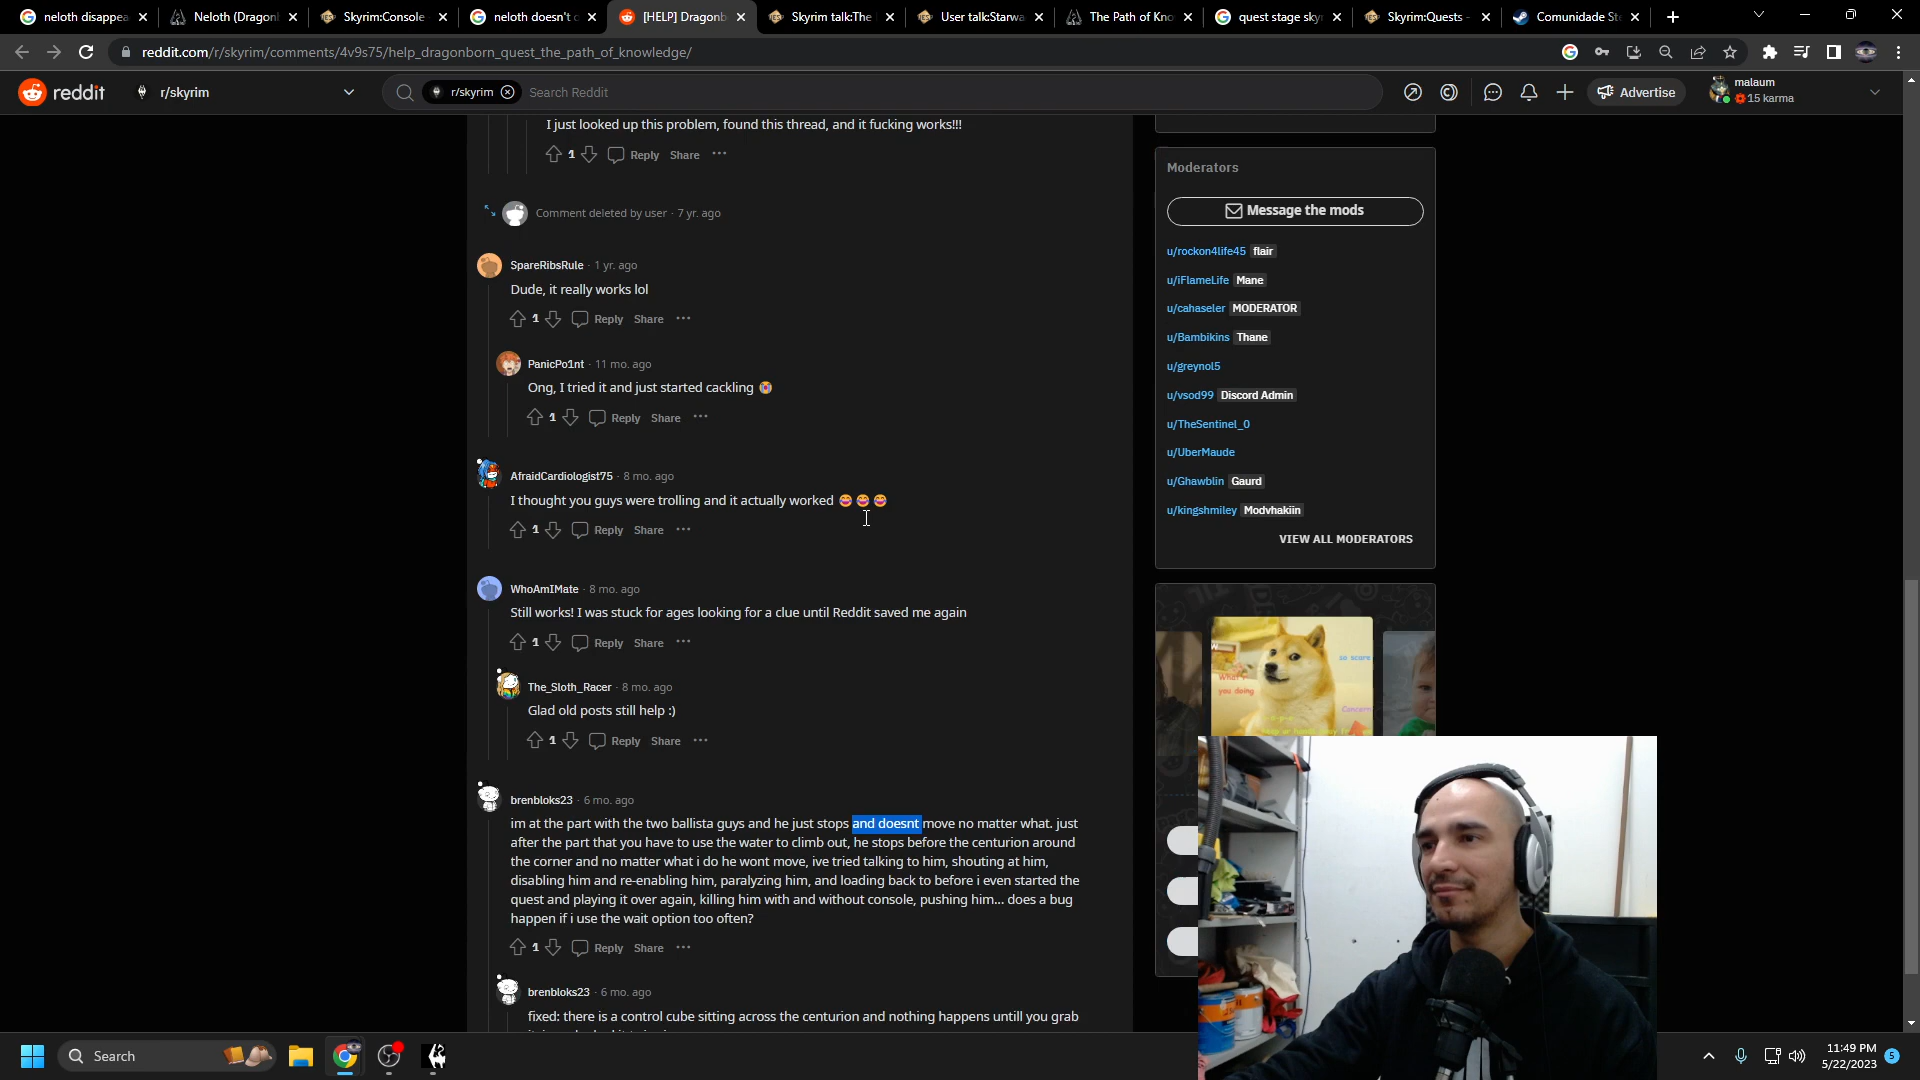 neloth disappea
Neloth (Dragon
Skyrim:Console
neloth doesn't c
[HELP] Dragonb
Skyrim talk:The
User talk:Starwa
The Path of Kno
quest stage sky
Skyrim:Quests -
Comunidade Ste
reddit.com/r/skyrim/comments/4v9s75/help_dragonborn_quest_the_path_of_knowledge/
reddit
r/skyrim
r/skyrim
Search Reddit
Advertise
malaum
15 karma
I just looked up this problem, found this thread, and it fucking works!!!
1 Reply Share ···
Comment deleted by user · 7 yr. ago
SpareRibsRule · 1 yr. ago
Dude, it really works lol
1 Reply Share ···
PanicPo1nt · 11 mo. ago
Ong, I tried it and just started cackling 😭
1 Reply Share ···
AfraidCardiologist75 · 8 mo. ago
I thought you guys were trolling and it actually worked 😂😂😂
1 Reply Share ···
WhoAmIMate · 8 mo. ago
Still works! I was stuck for ages looking for a clue until Reddit saved me again
1 Reply Share ···
The_Sloth_Racer · 8 mo. ago
Glad old posts still help :)
1 Reply Share ···
brenbloks23 · 6 mo. ago
im at the part with the two ballista guys and he just stops and doesnt move no matter what. just
after the part that you have to use the water to climb out, he stops before the centurion around
the corner and no matter what i do he wont move, ive tried talking to him, shouting at him,
disabling him and re-enabling him, paralyzing him, and loading back to before i even started the
quest and playing it over again, killing him with and without console, pushing him... does a bug
happen if i use the wait option too often?
1 Reply Share ···
brenbloks23 · 6 mo. ago
fixed: there is a control cube sitting across the centurion and nothing happens untill you grab
Moderators
Message the mods
u/rockon4life45 flair
u/iFlameLife Mane
u/cahaseler MODERATOR
u/Bambikins Thane
u/greynol5
u/vsod99 Discord Admin
u/TheSentinel_0
u/UberMaude
u/Ghawblin Gaurd
u/kingshmiley Modvhakiin
VIEW ALL MODERATORS
so scare
you doing
Concern
Search
11:49 PM
5/22/2023
5